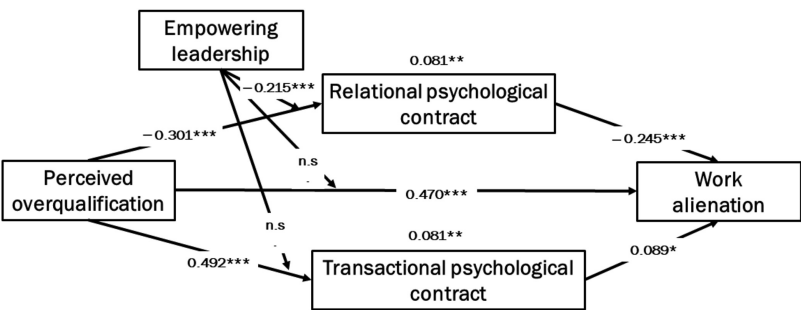 Empowering
leadership
0.081**
−0.215***
Relational psychological
contract
−0.301***
−0.245***
n.s
Perceived
overqualification
0.470***
Work
alienation
n.s
0.081**
0.492***
Transactional psychological
contract
0.089*